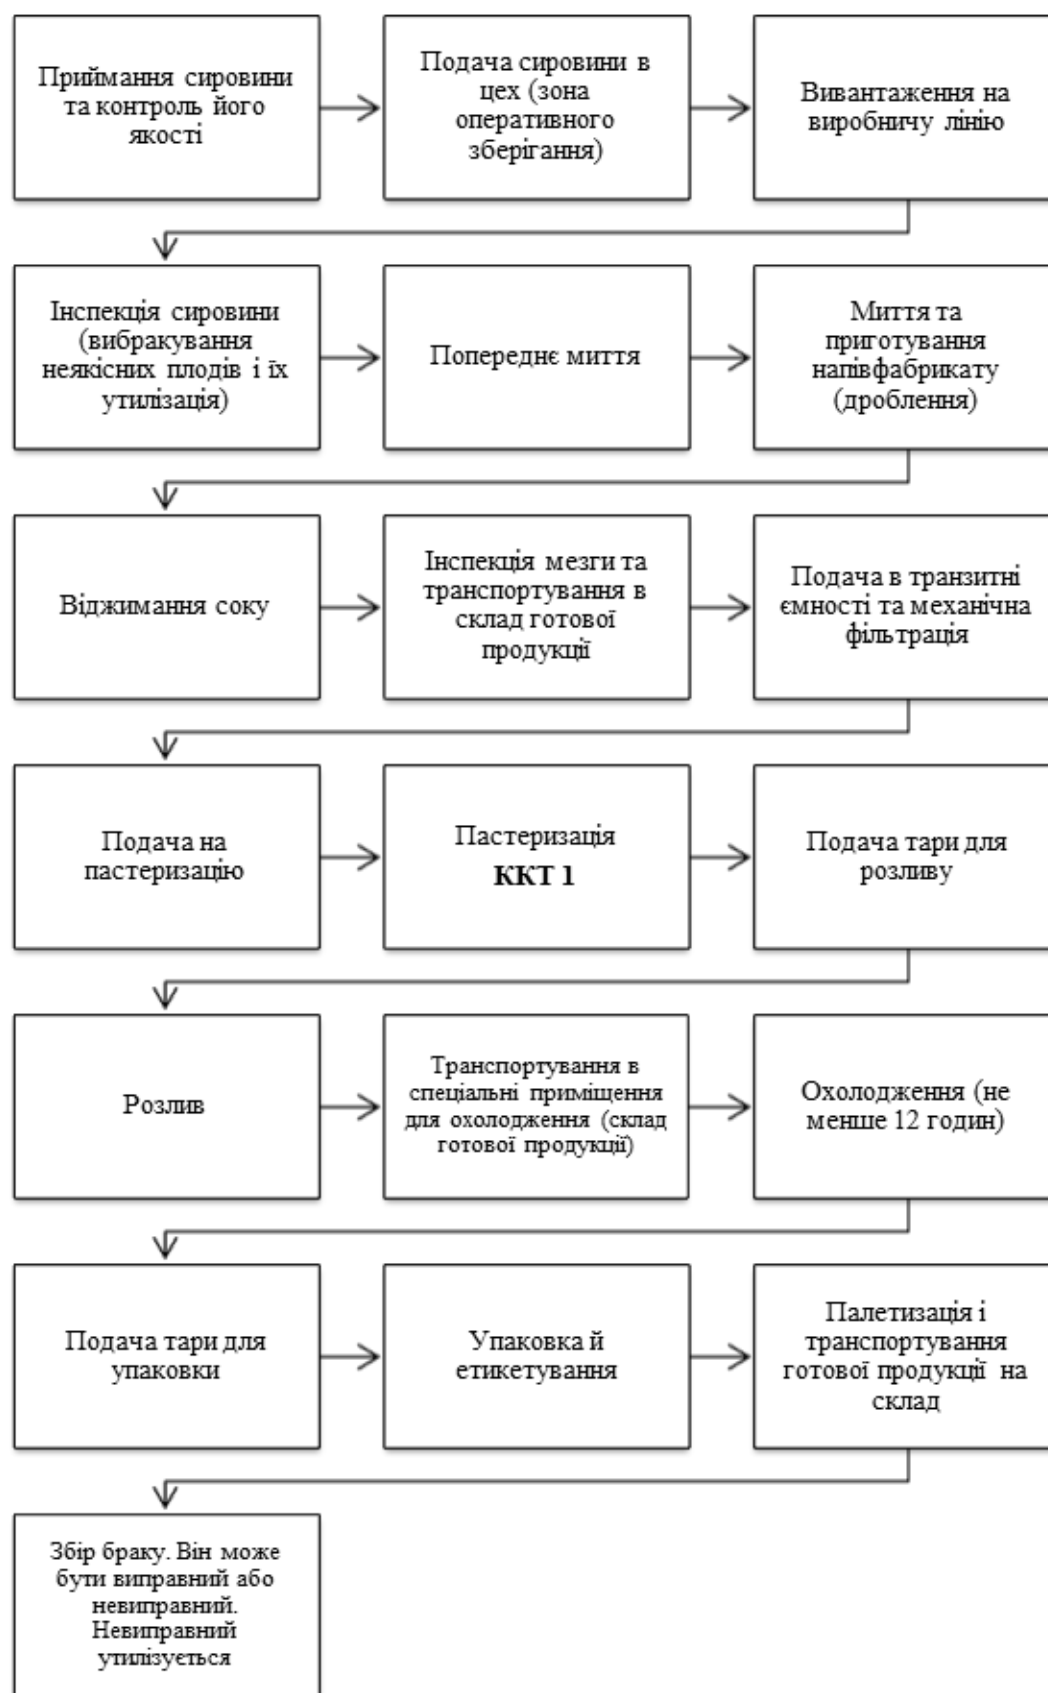 Приймання сировини
та контроль його
якості
Подача сировини в
цех (зона
оперативного
зберігання)
Вивантаження на
виробничу лінію
Інспекція сировини
(вибракування
неякісних плодів і їх
утилізація)
Попереднє миття
Миття та
приготування
напівфабрикату
(дроблення)
Віджимання соку
Інспекція мезги та
транспортування в
склад готової
продукції
Подача в транзитні
ємності та механічна
фільтрація
Подача на
пастеризацію
Пастеризація
ККТ 1
Подача тари для
розливу
Розлив
Транспортування в
спеціальні приміщення
для охолодження (склад
готової продукції)
Охолодження (не
менше 12 годин)
Подача тари для
упаковки
Упаковка й
етикетування
Палетизація і
транспортування
готової продукції на
склад
Збір браку. Він може
бути виправний або
невиправний.
Невиправний
утилізується